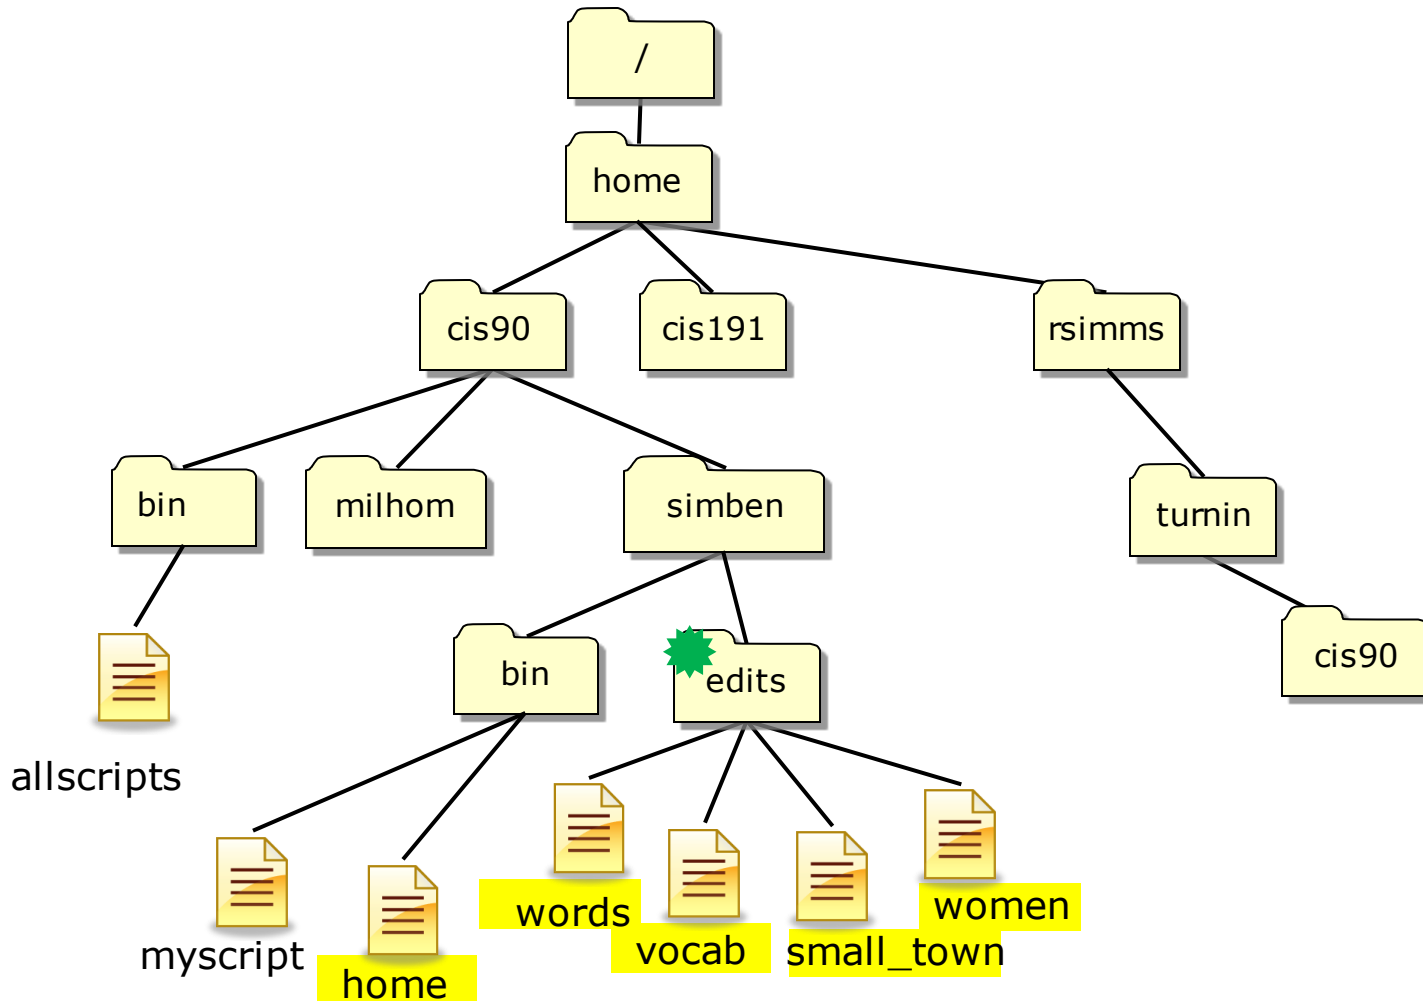 /
home
cis90
cis191
rsimms
bin
milhom
simben
turnin
bin
edits
cis90
allscripts
myscript
home
words
vocab
small_town
women